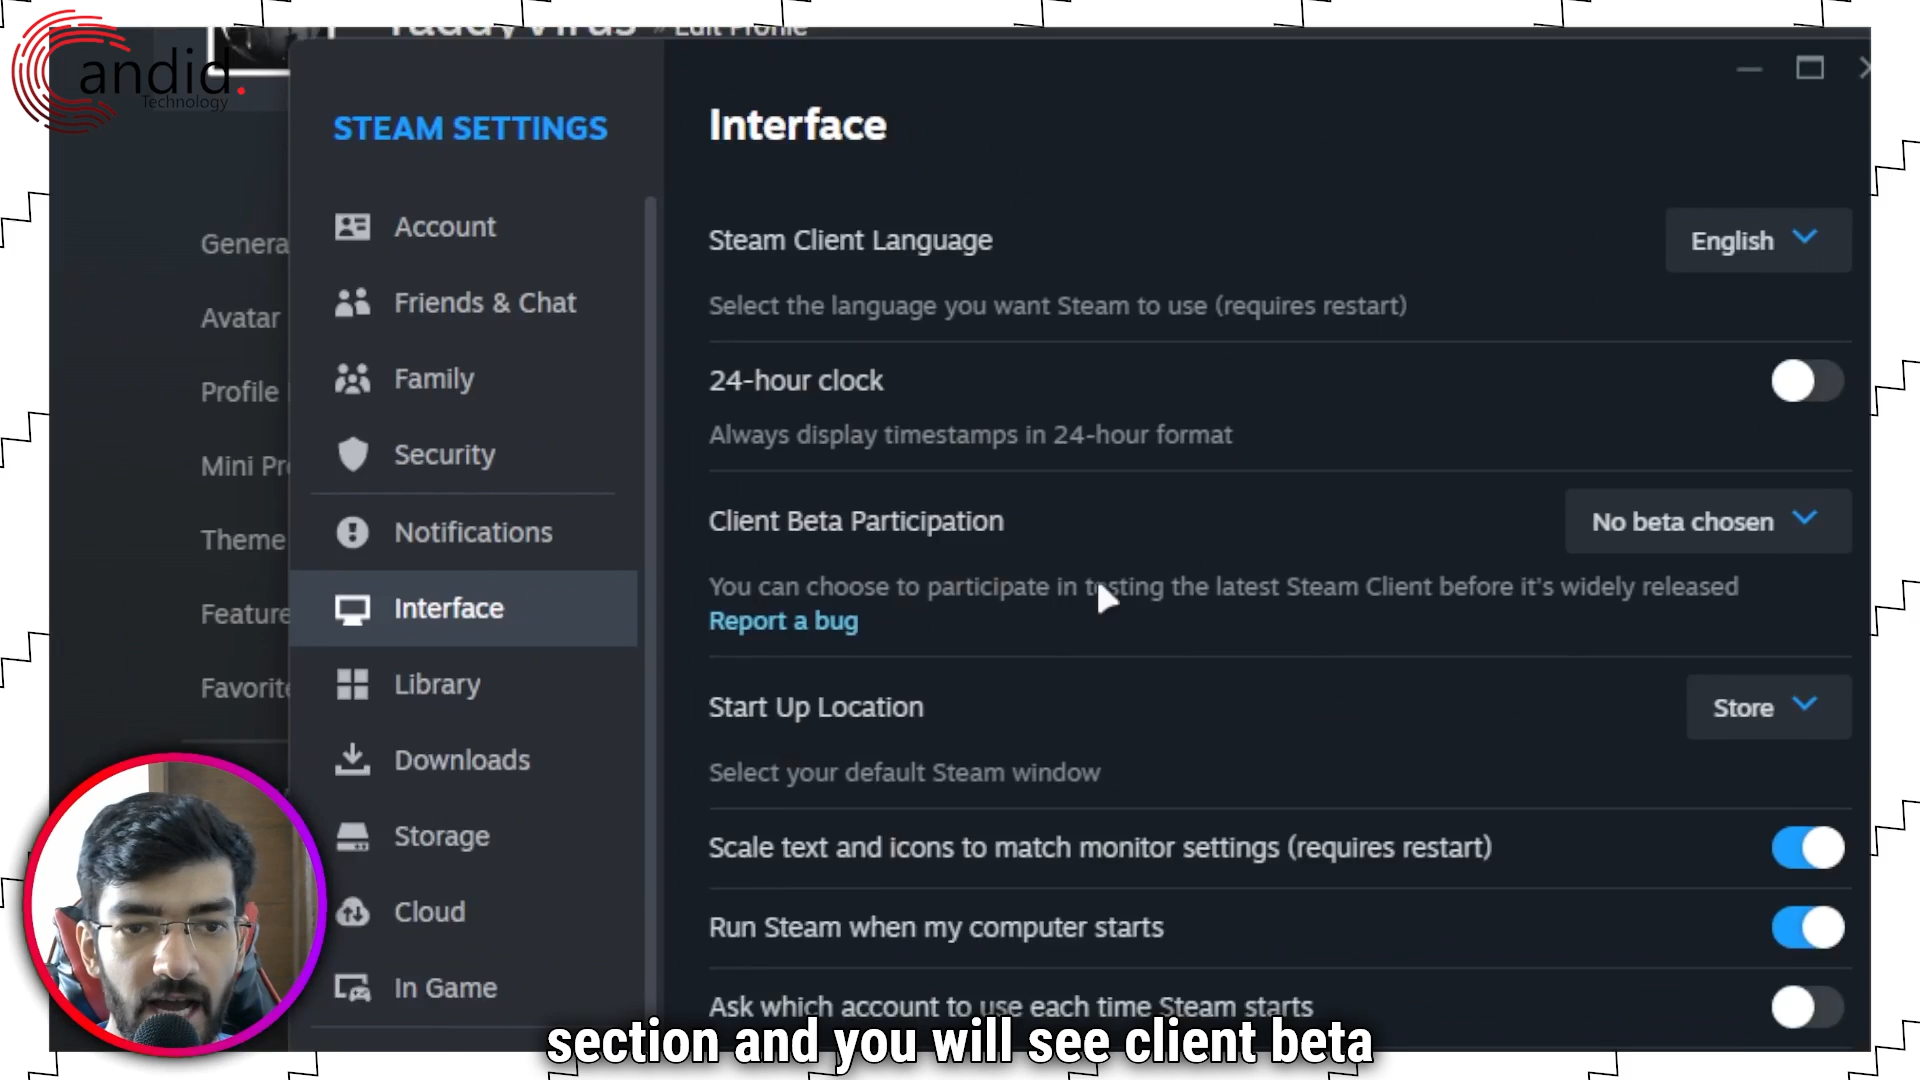 andid.
Technology
Edit Profile
STEAM SETTINGS
Interface
Genera
Avatar
Profile
Mini Pr
Theme
Feature
Favorite
Account
Friends & Chat
Family
Security
Notifications
Interface
Library
Downloads
Storage
Cloud
In Game
Steam Client Language
English
Select the language you want Steam to use (requires restart)
24-hour clock
Always display timestamps in 24-hour format
Client Beta Participation
No beta chosen
You can choose to participate in testing the latest Steam Client before it's widely released
Report a bug
Start Up Location
Store
Select your default Steam window
Scale text and icons to match monitor settings (requires restart)
Run Steam when my computer starts
Ask which account to use each time Steam starts
section and you will see client beta